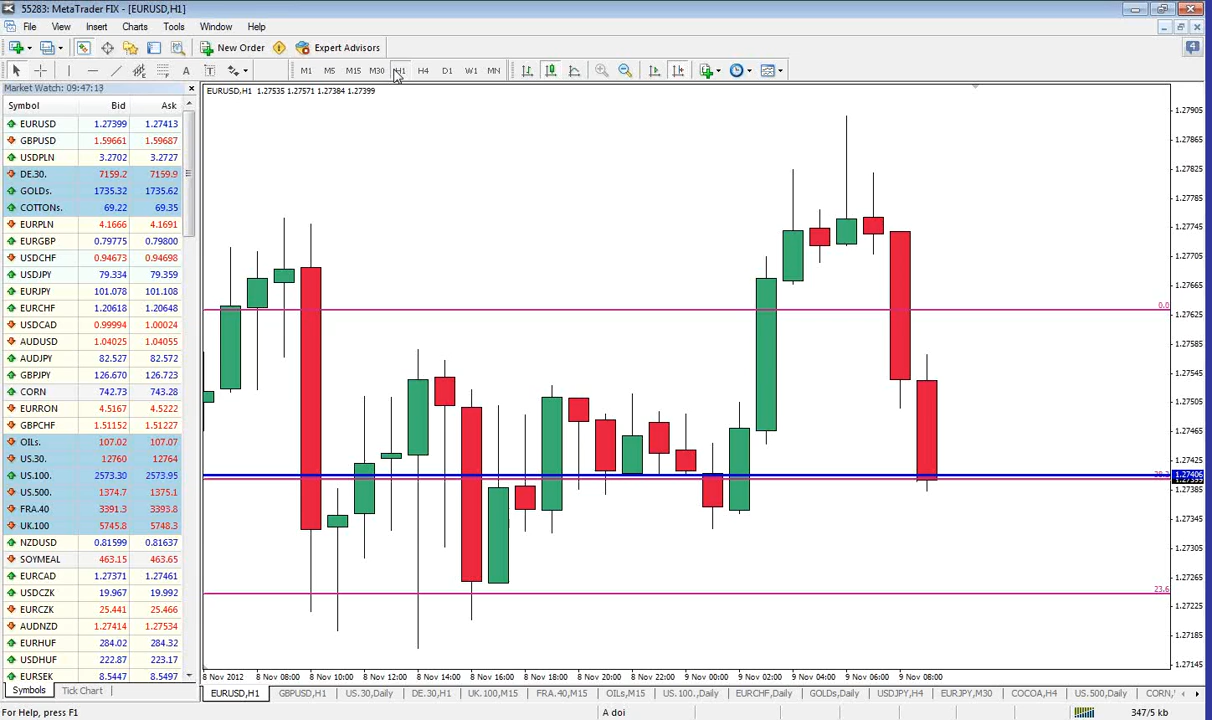 55283: MetaTrader FIX - [EURUSD,H1]
File View Insert Charts Tools Window Help
New Order Expert Advisors 4
A T M1 M5 M15 M30 H1 H4 D1 W1 MN
Market Watch: 09:47:13
Symbol Bid Ask
EURUSD 1.27399 1.27413
GBPUSD 1.59661 1.59687
USDPLN 3.2702 3.2727
DE.30. 7159.2 7159.9
GOLDs. 1735.32 1735.62
COTTONs. 69.22 69.35
EURPLN 4.1666 4.1691
EURGBP 0.79775 0.79800
USDCHF 0.94673 0.94698
USDJPY 79.334 79.359
EURJPY 101.078 101.108
EURCHF 1.20618 1.20648
USDCAD 0.99994 1.00024
AUDUSD 1.04025 1.04055
AUDJPY 82.527 82.572
GBPJPY 126.670 126.723
CORN 742.73 743.28
EURRON 4.5167 4.5222
GBPCHF 1.51152 1.51227
OILs. 107.02 107.07
US.30. 12760 12764
US.100. 2573.30 2573.95
US.500. 1374.7 1375.1
FRA.40 3391.3 3393.8
UK.100 5745.8 5748.3
NZDUSD 0.81599 0.81637
SOYMEAL 463.15 463.65
EURCAD 1.27371 1.27461
USDCZK 19.967 19.992
EURCZK 25.441 25.466
AUDNZD 1.27414 1.27534
EURHUF 284.02 284.32
USDHUF 222.87 223.17
EURSEK 8.5447 8.5497
Symbols Tick Chart
EURUSD,H1 1.27535 1.27571 1.27384 1.27399
1.27905
1.27865
1.27825
1.27785
1.27745
1.27705
1.27665
0.0
1.27625
1.27585
1.27545
1.27505
1.27465
1.27425
1.27406
1.27385
1.27345
1.27305
1.27265
23.6
1.27225
1.27185
1.27145
8 Nov 2012 8 Nov 08:00 8 Nov 10:00 8 Nov 12:00 8 Nov 14:00 8 Nov 16:00 8 Nov 18:00 8 Nov 20:00 8 Nov 22:00 9 Nov 00:00 9 Nov 02:00 9 Nov 04:00 9 Nov 06:00 9 Nov 08:00
EURUSD,H1 GBPUSD,H1 US.30,Daily DE.30,H1 UK.100,M15 FRA.40,M15 OILs,M15 US.100.,Daily EURCHF,Daily GOLDs,Daily USDJPY,H4 EURJPY,M30 COCOA,H4 US.500,Daily CORN,
For Help, press F1 A doi 347/5 kb